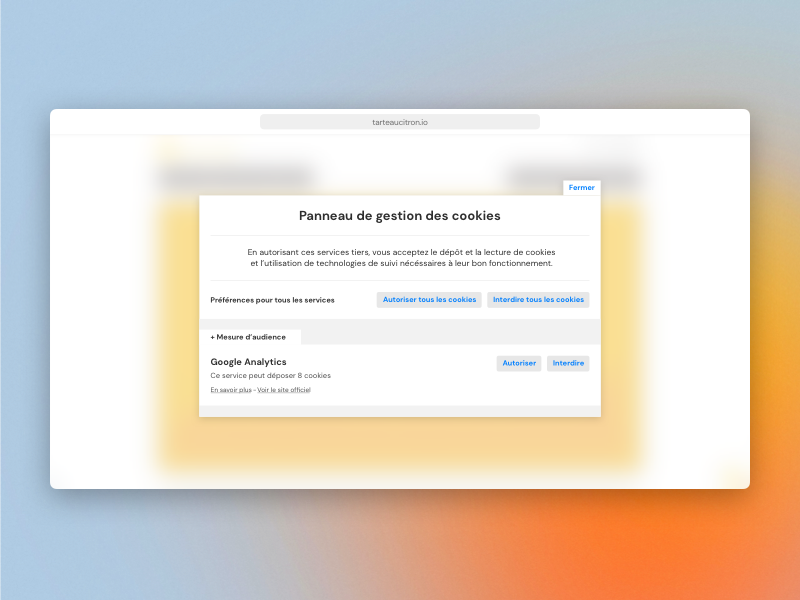 tarteaucitron.io
Fermer
Panneau de gestion des cookies
En autorisant ces services tiers, vous acceptez le dépôt et la lecture de cookies
et l'utilisation de technologies de suivi nécéssaires à leur bon fonctionnement.
Préférences pour tous les services
Autoriser tous les cookies
Interdire tous les cookies
+ Mesure d'audience
Google Analytics
Autoriser
Interdire
Ce service peut déposer 8 cookies
En savoir plus - Voir le site officiel